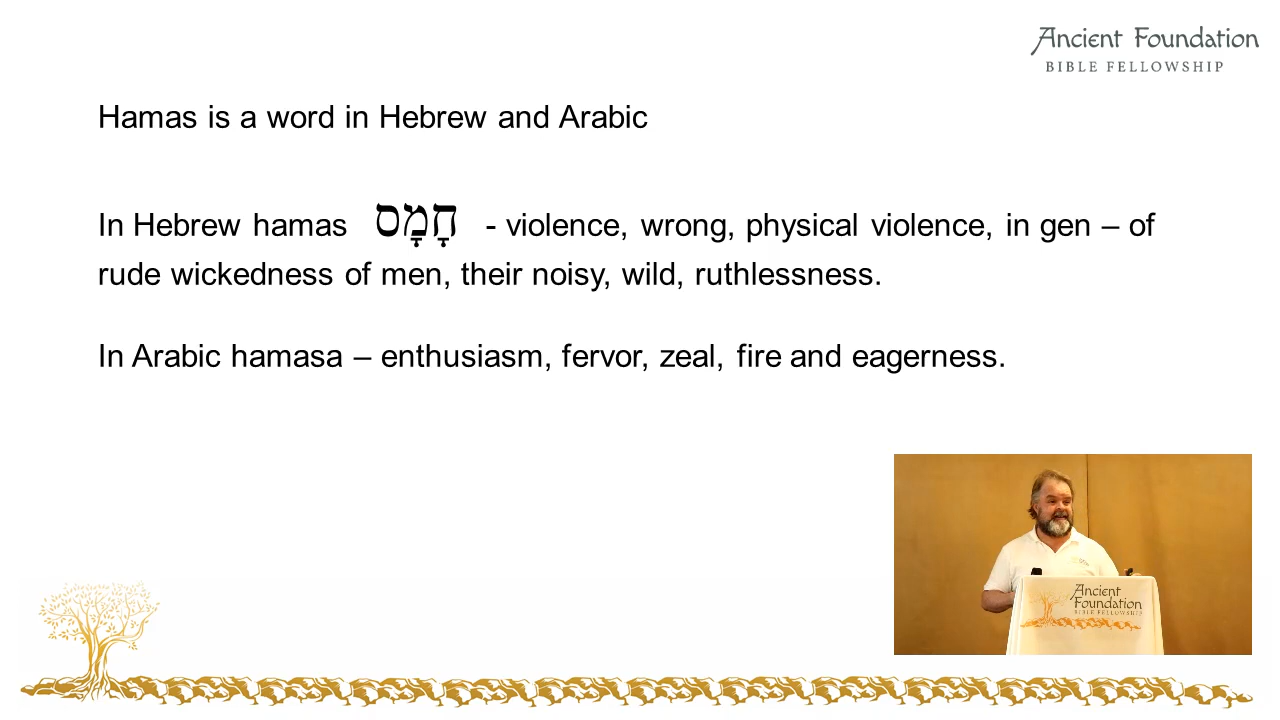 Ancient Foundation
BIBLE FELLOWSHIP
Hamas is a word in Hebrew and Arabic
In Hebrew hamas חָמָס - violence, wrong, physical violence, in gen – of
rude wickedness of men, their noisy, wild, ruthlessness.
In Arabic hamasa – enthusiasm, fervor, zeal, fire and eagerness.
Ancient
Foundation
BIBLE FELLOWSHIP